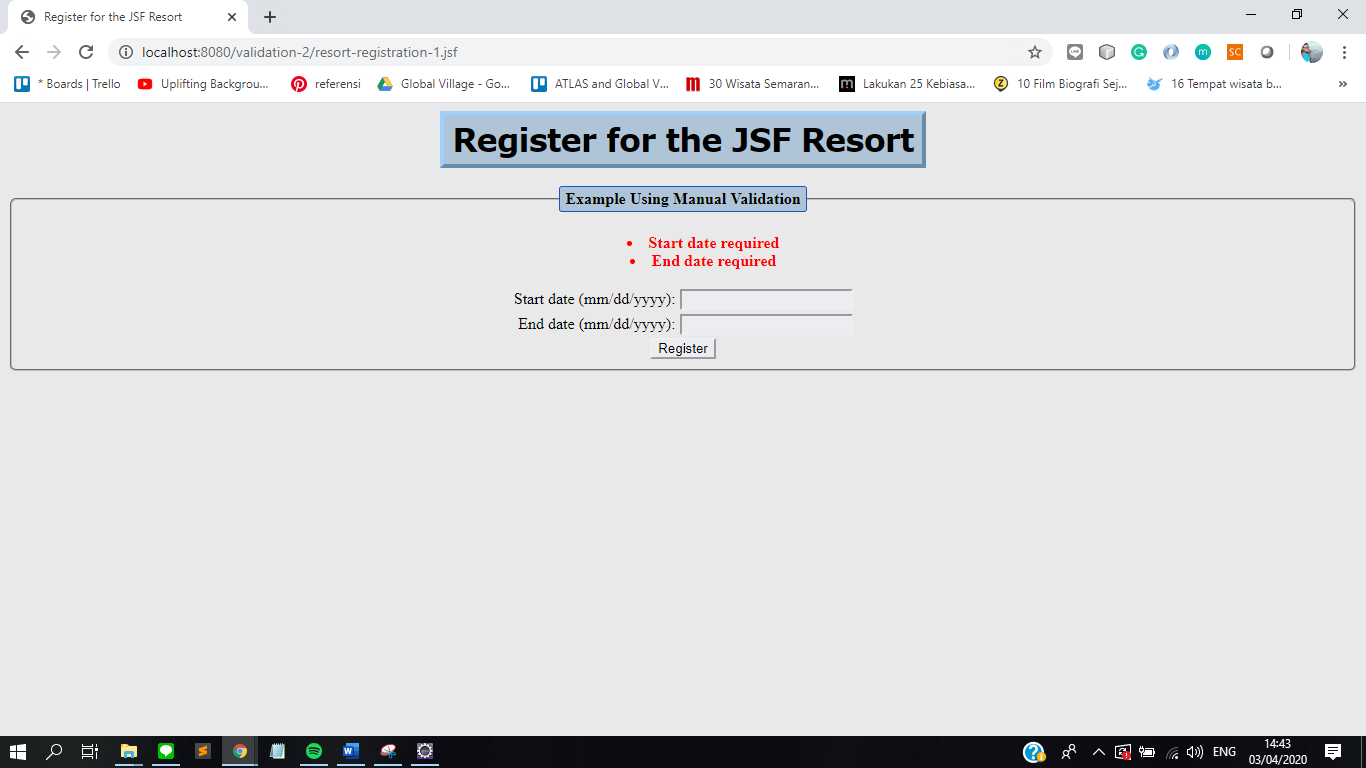 Register for the JSF Resort
localhost:8080/validation-2/resort-registration-1.jsf
* Boards | Trello
Uplifting Backgrou...
referensi
Global Village - Go...
ATLAS and Global V...
30 Wisata Semaran...
Lakukan 25 Kebiasa...
10 Film Biografi Sej...
16 Tempat wisata b...
»
Register for the JSF Resort
Example Using Manual Validation
• Start date required
• End date required
Start date (mm/dd/yyyy):
End date (mm/dd/yyyy):
Register
ENG
14:43
03/04/2020